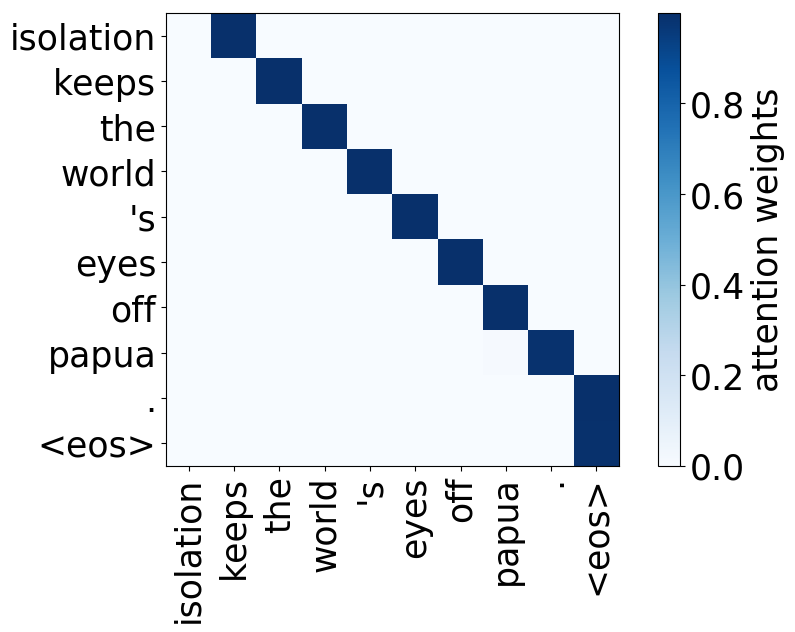 isolation
keeps
the
world
's
eyes
off
papua
.
<eos>
isolation
keeps
the
world
's
eyes
off
papua
.
<eos>
0.8
0.6
0.4
0.2
0.0
attention weights